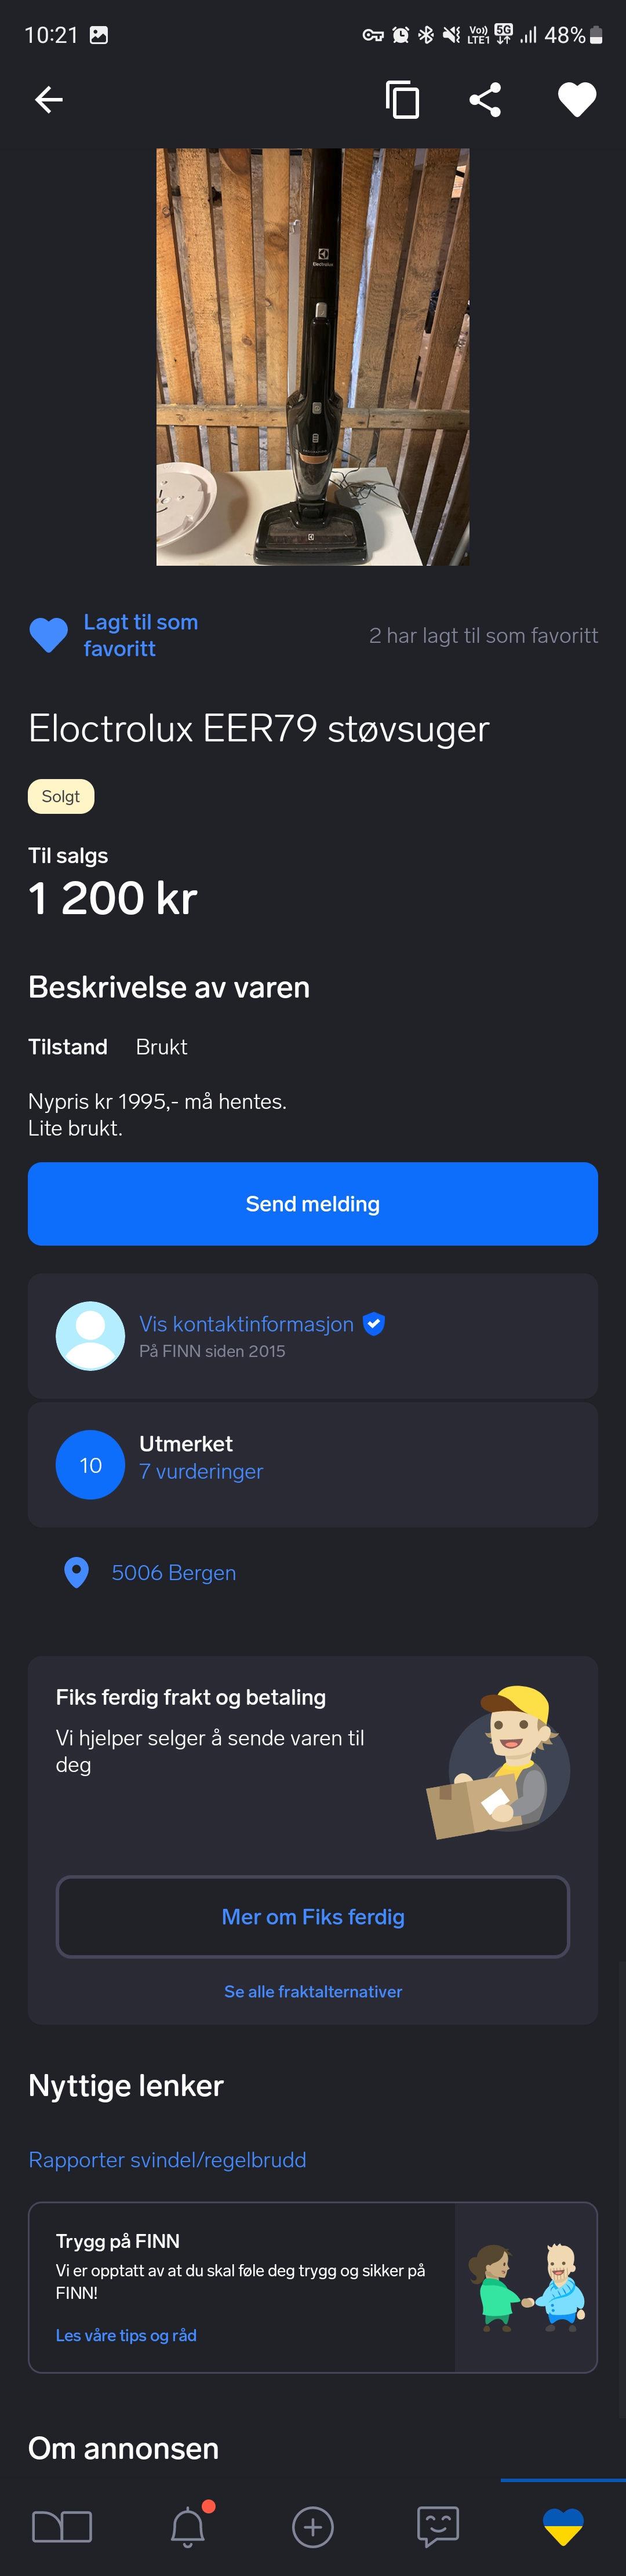 10:21
Vo)) LTE1 5G 48%
Electrolux
Lagt til som
favoritt
2 har lagt til som favoritt
Eloctrolux EER79 støvsuger
Solgt
Til salgs
1 200 kr
Beskrivelse av varen
Tilstand Brukt
Nypris kr 1995,- må hentes.
Lite brukt.
Send melding
Vis kontaktinformasjon
På FINN siden 2015
10
Utmerket
7 vurderinger
5006 Bergen
Fiks ferdig frakt og betaling
Vi hjelper selger å sende varen til
deg
Mer om Fiks ferdig
Se alle fraktalternativer
Nyttige lenker
Rapporter svindel/regelbrudd
Trygg på FINN
Vi er opptatt av at du skal føle deg trygg og sikker på
FINN!
Les våre tips og råd
Om annonsen